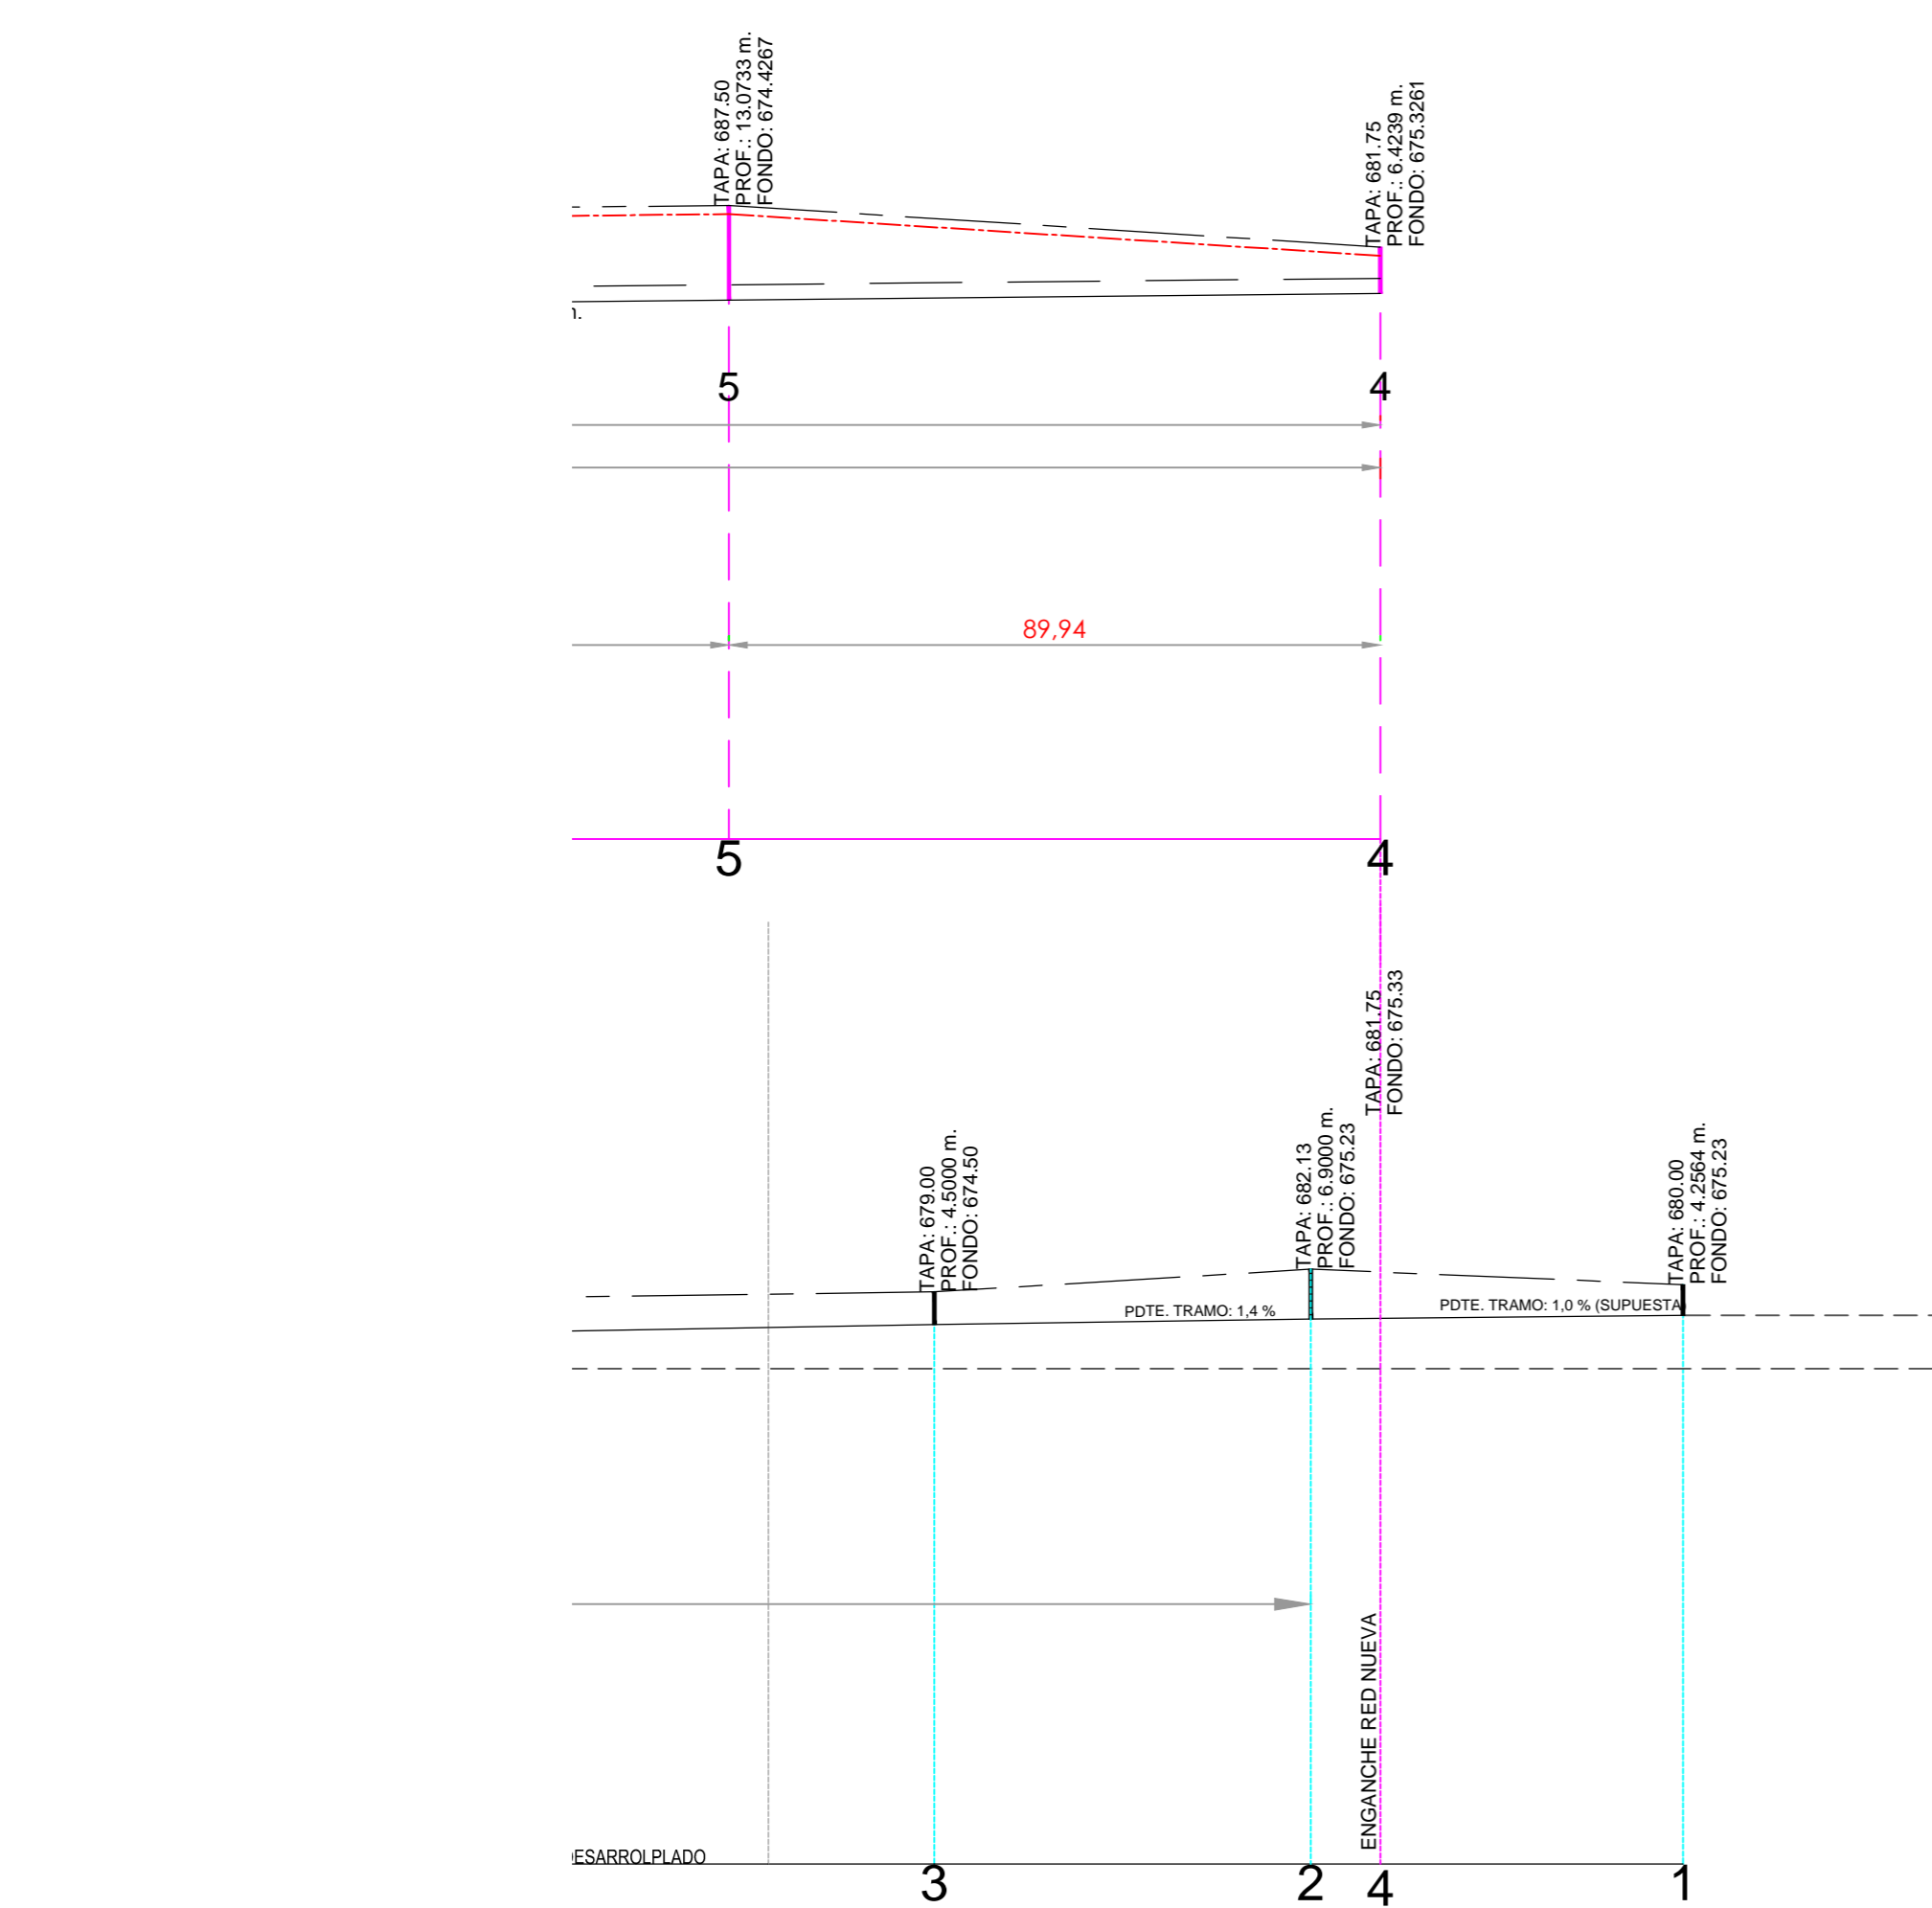 TAPA: 687.50
PROF.: 13.0733 m.
FONDO: 674.4267
TAPA: 681.75
PROF.: 6.4239 m.
FONDO: 675.3261
5
4
89,94
5
4
TAPA: 681.75
FONDO: 675.33
TAPA: 679.00
PROF.: 4.5000 m.
FONDO: 674.50
TAPA: 682.13
PROF.: 6.9000 m.
FONDO: 675.23
TAPA: 680.00
PROF.: 4.2564 m.
FONDO: 675.23
PDTE. TRAMO: 1,4 %
PDTE. TRAMO: 1,0 % (SUPUESTA)
ENGANCHE RED NUEVA
ESARROLPLADO
3
2
4
1